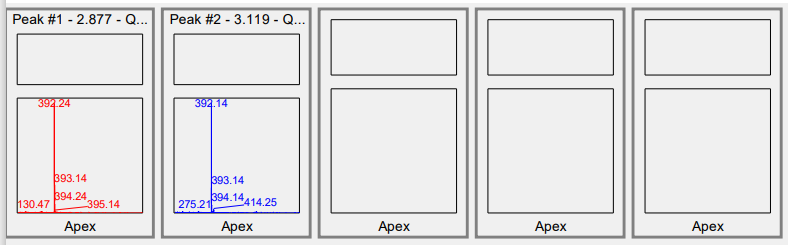 Peak #1 - 2.877 - Q...
392.24
393.14
394.24
130.47
395.14
Apex
Peak #2 - 3.119 - Q...
392.14
393.14
394.14
275.21
414.25
Apex
Apex
Apex
Apex